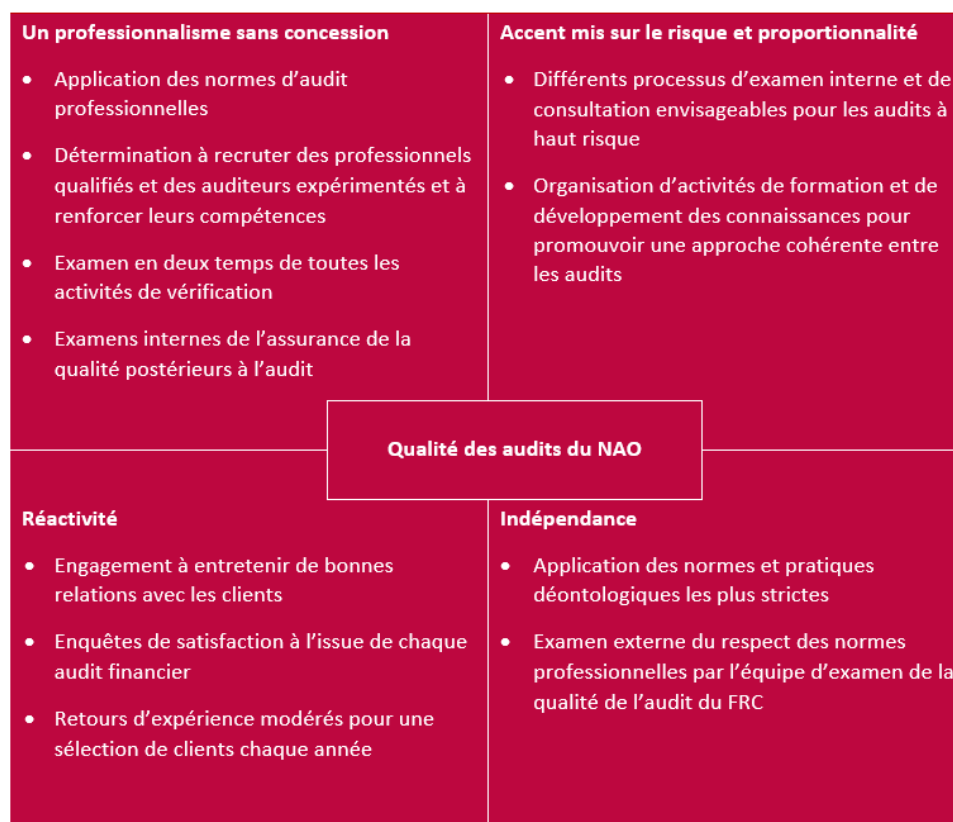 Un professionnalisme sans concession
• Application des normes d’audit
professionnelles
• Détermination à recruter des professionnels
qualifiés et des auditeurs expérimentés et à
renforcer leurs compétences
• Examen en deux temps de toutes les
activités de vérification
• Examens internes de l’assurance de la
qualité postérieurs à l’audit
Accent mis sur le risque et proportionnalité
• Différents processus d’examen interne et de
consultation envisageables pour les audits à
haut risque
• Organisation d’activités de formation et de
développement des connaissances pour
promouvoir une approche cohérente entre
les audits
Qualité des audits du NAO
Réactivité
• Engagement à entretenir de bonnes
relations avec les clients
• Enquêtes de satisfaction à l’issue de chaque
audit financier
• Retours d’expérience modérés pour une
sélection de clients chaque année
Indépendance
• Application des normes et pratiques
déontologiques les plus strictes
• Examen externe du respect des normes
professionnelles par l’équipe d’examen de la
qualité de l’audit du FRC